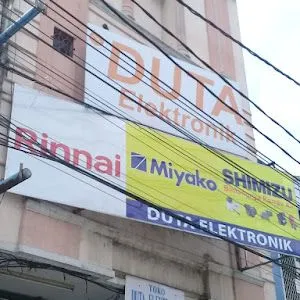 DUTA
Elektronik
Rinnai
Miyako
SHIMIZU
DUTA ELEKTRONIK
TOKO